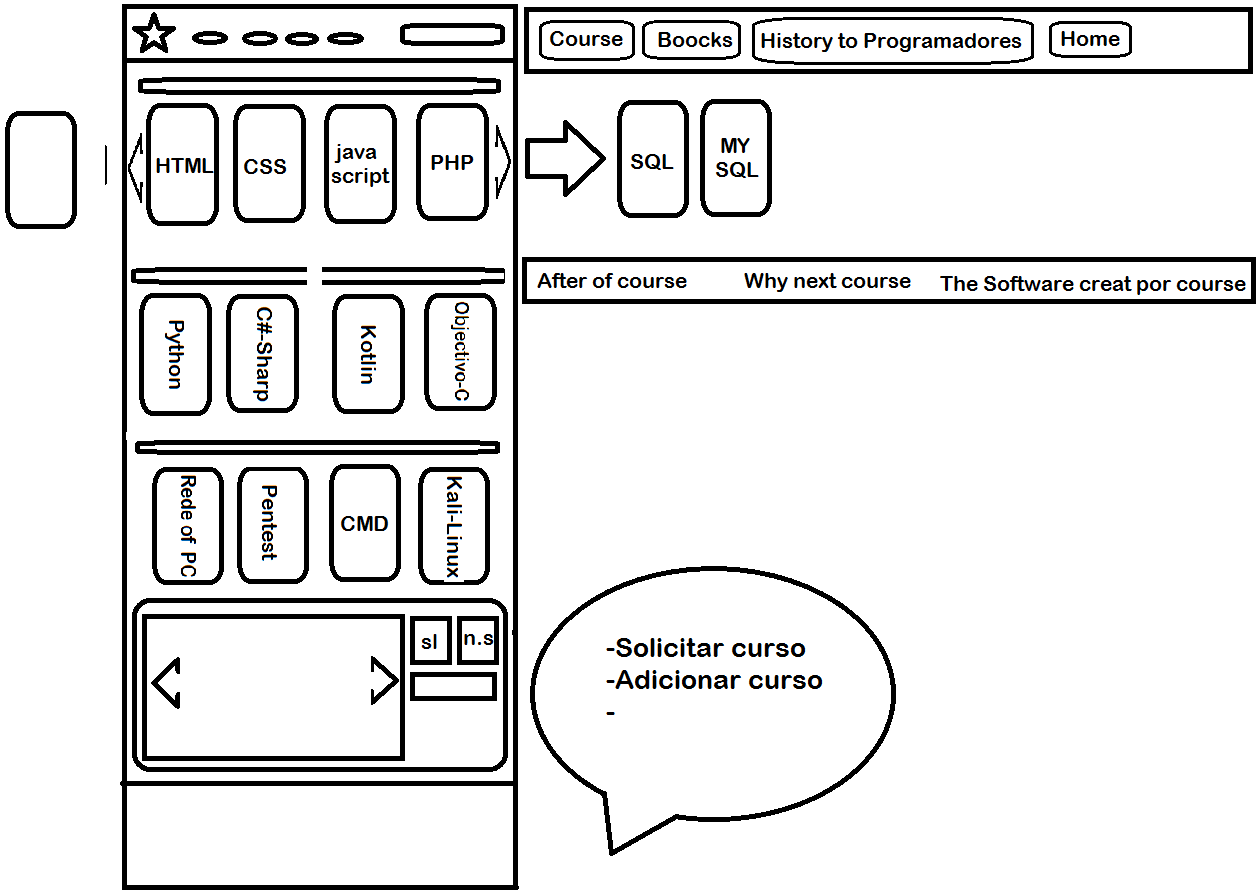 Course
Boocks
History to Programadores
Home
HTML
CSS
java
script
PHP
SQL
MY
SQL
After of course
Why next course
The Software creat por course
Python
C#-Sharp
Kotlin
Objectivo-C
Rede of PC
Pentest
CMD
Kali-Linux
sl
n.s
-Solicitar curso
-Adicionar curso
-